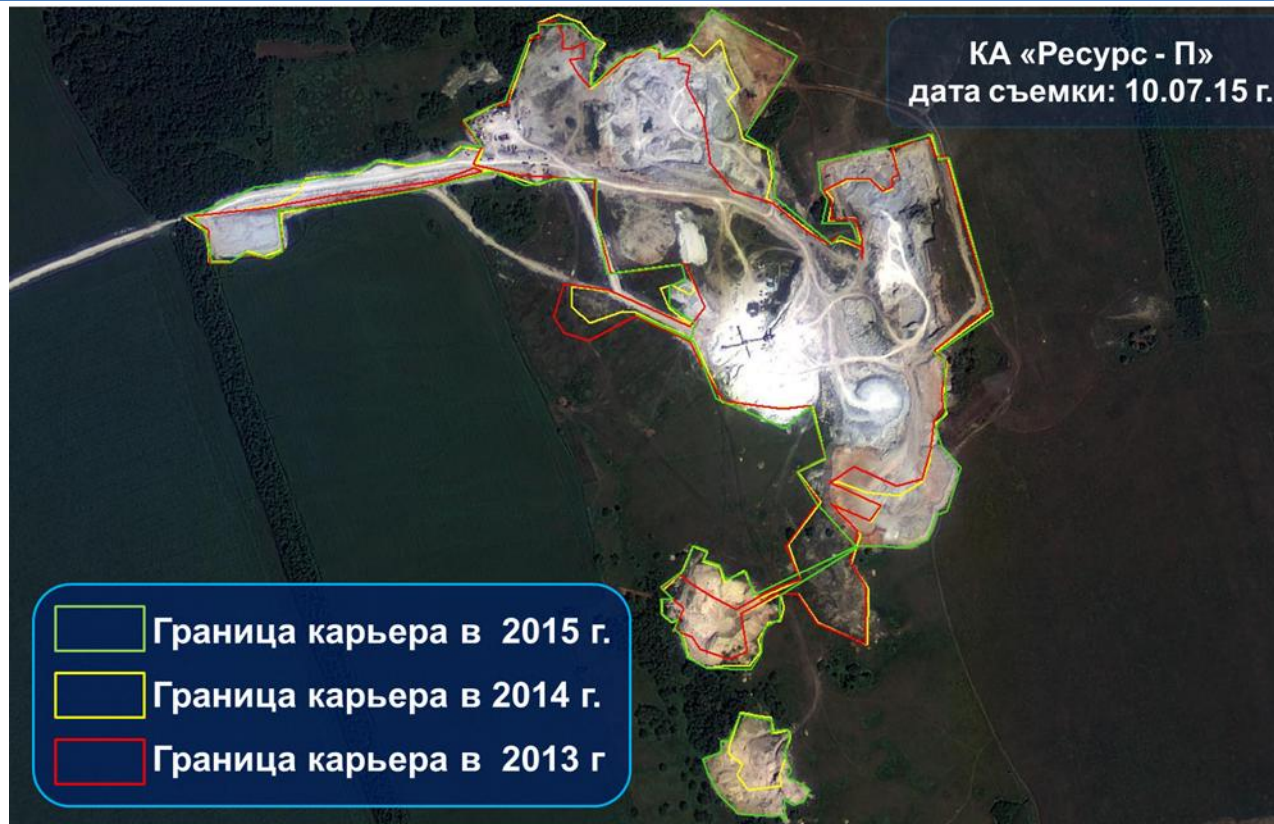 КА «Ресурс - П»
дата съемки: 10.07.15 г.
Граница карьера в 2015 г.
Граница карьера в 2014 г.
Граница карьера в 2013 г